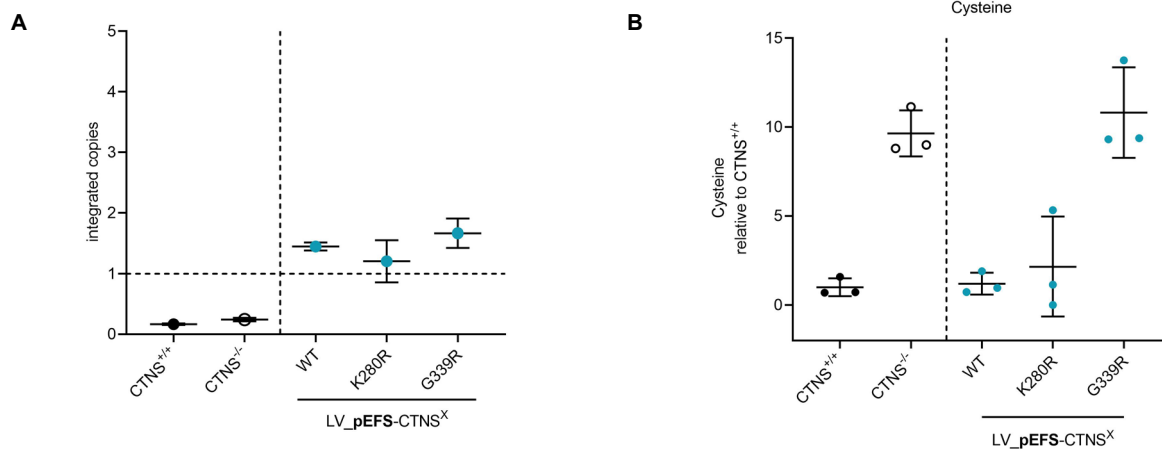 A
integrated copies
5
4
3
2
1
0
CTNS+/+
CTNS-/-
WT
K280R
G339R
LV_pEFS-CTNSX
B
Cysteine
Cysteine
relative to CTNS+/+
15
10
5
0
CTNS+/+
CTNS-/-
WT
K280R
G339R
LV_pEFS-CTNSX